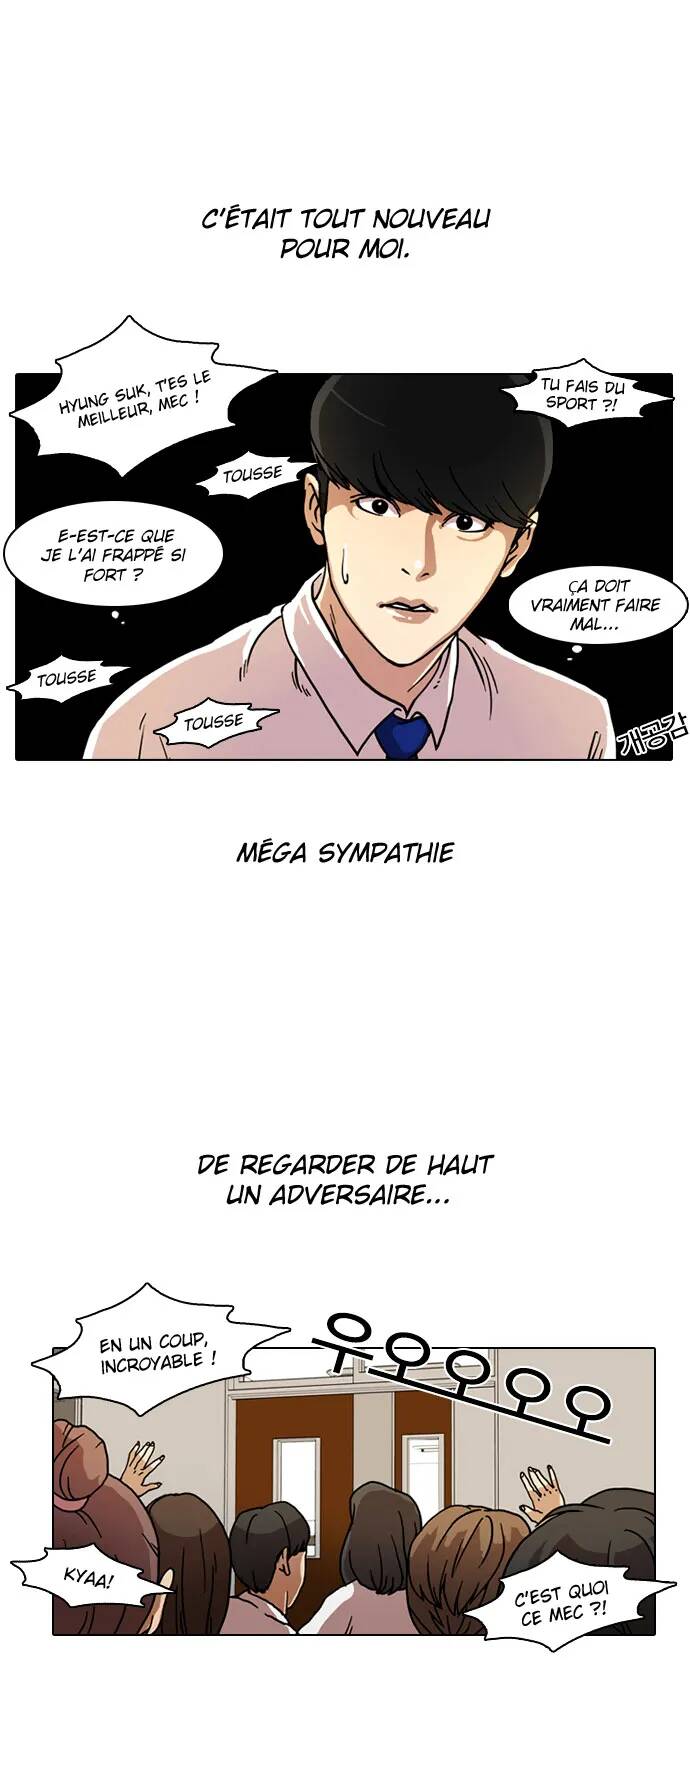 C'ÉTAIT TOUT NOUVEAU
POUR MOI.
HYUNG SUK, T'ES LE
MEILLEUR, MEC !
TU FAIS DU
SPORT ?!
TOUSSE
E-EST-CE QUE
JE L'AI FRAPPÉ SI
FORT ?
ÇA DOIT
VRAIMENT FAIRE
MAL...
TOUSSE
TOUSSE
개공감
MÉGA SYMPATHIE
DE REGARDER DE HAUT
UN ADVERSAIRE...
EN UN COUP,
INCROYABLE !
우오오오오
KYAA!
C'EST QUOI
CE MEC ?!